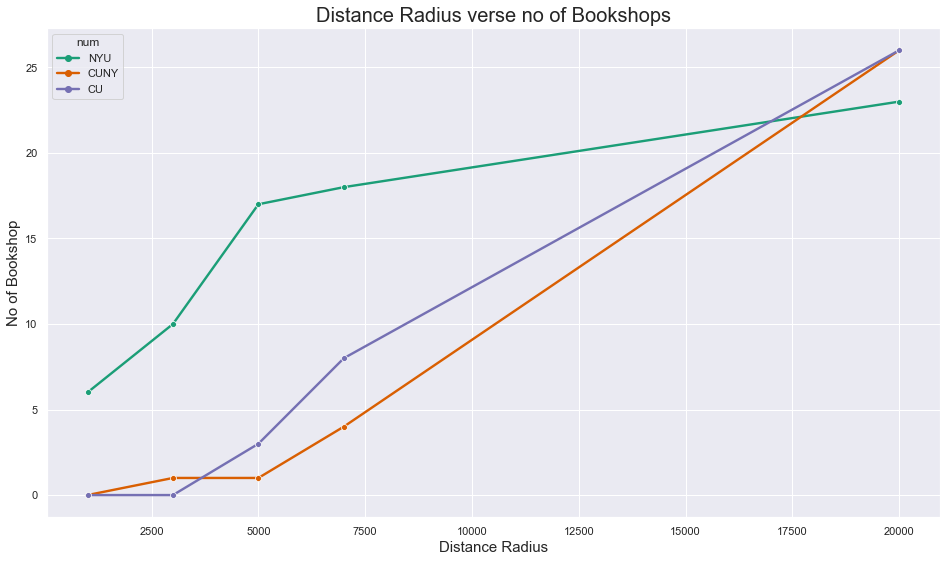 Distance Radius verse no of Bookshops
num
NYU
CUNY
CU
No of Bookshop
25
20
15
10
5
0
2500 5000 7500 10000 12500 15000 17500 20000
Distance Radius